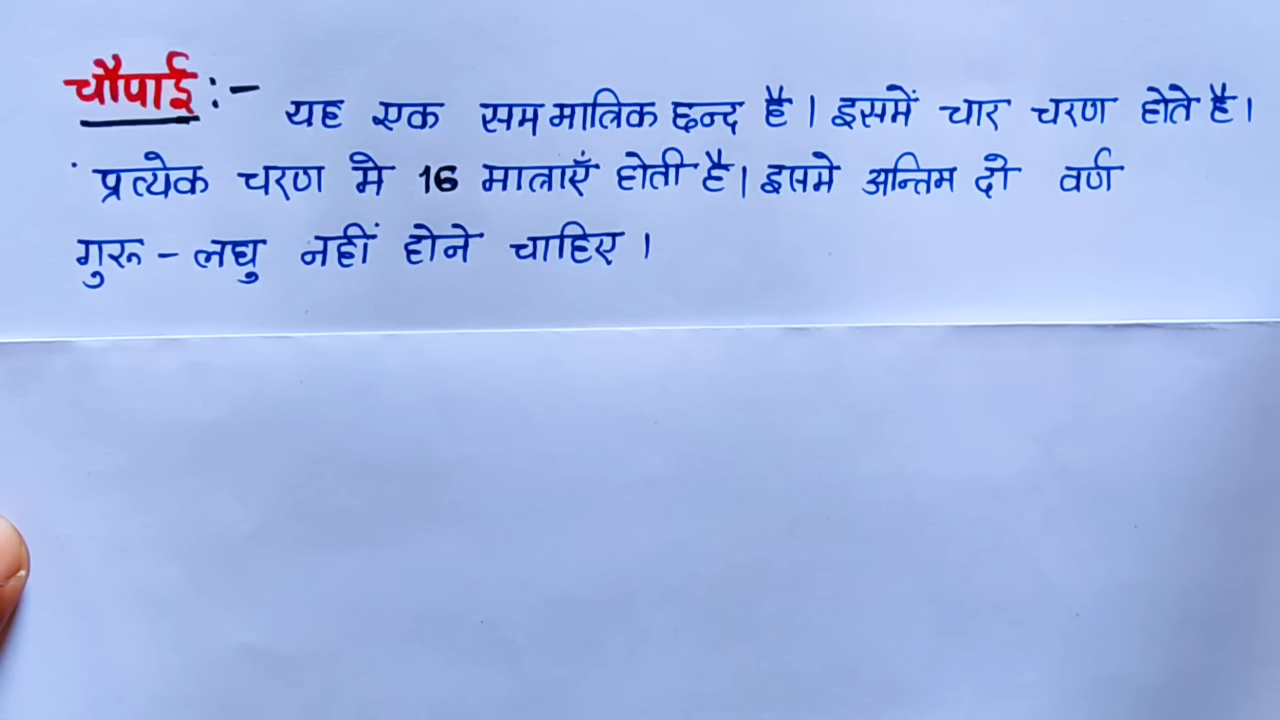 चौपाई :- यह एक सम मात्रिक छन्द है। इसमें चार चरण होते है।
प्रत्येक चरण मे 16 मात्राएँ होती है। इसमे अन्तिम दो वर्ण
गुरू - लघु नहीं होने चाहिए।